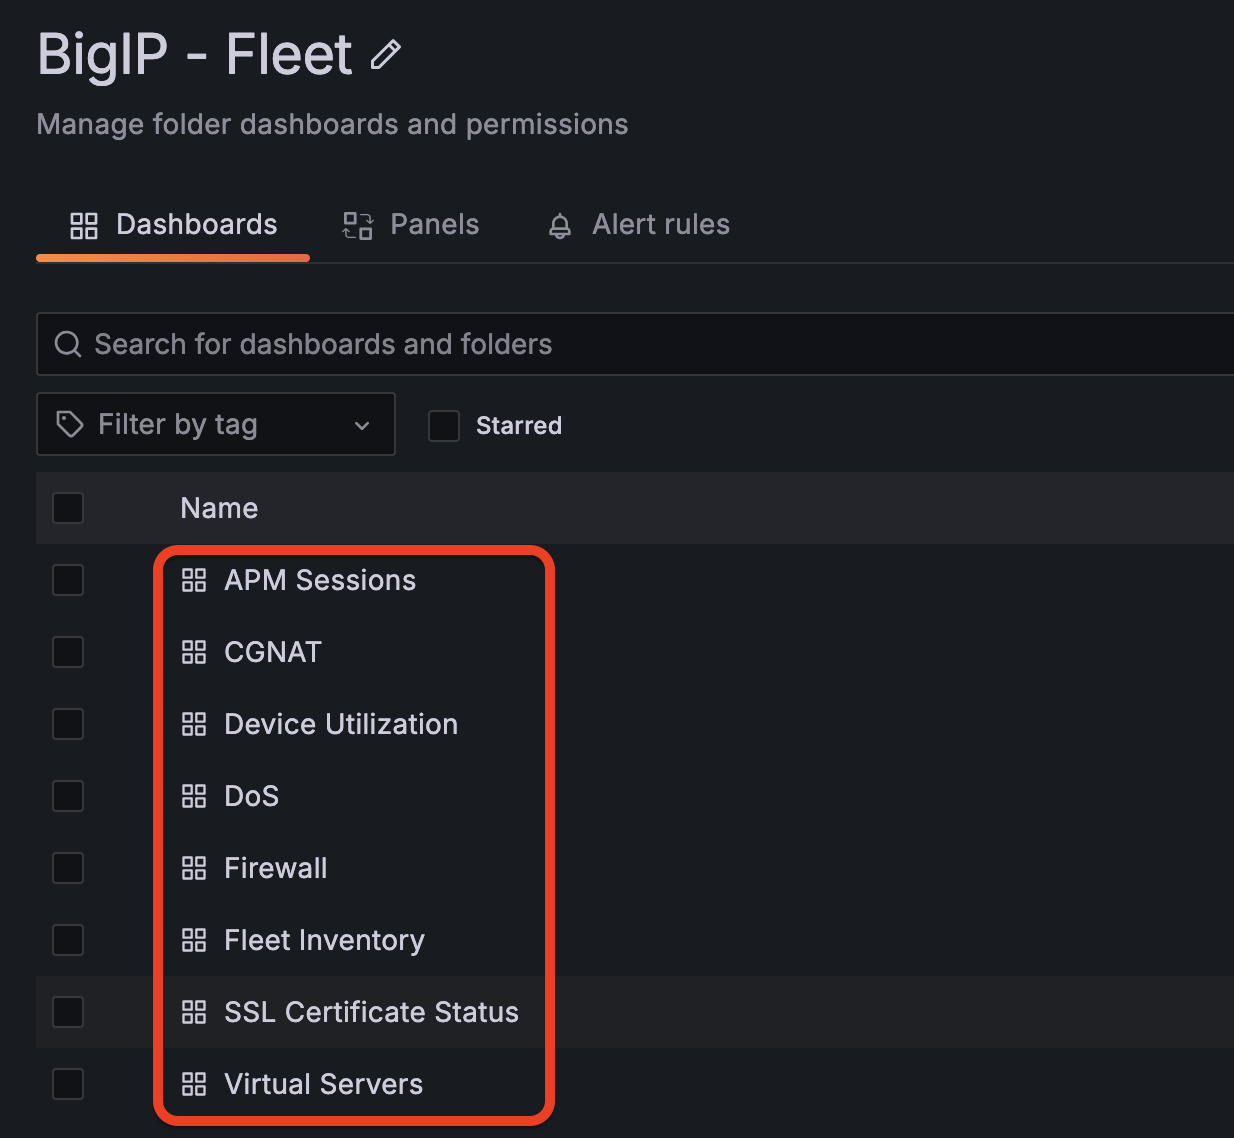 BigIP - Fleet
Manage folder dashboards and permissions
Dashboards Panels Alert rules
Search for dashboards and folders
Filter by tag Starred
Name
APM Sessions
CGNAT
Device Utilization
DoS
Firewall
Fleet Inventory
SSL Certificate Status
Virtual Servers